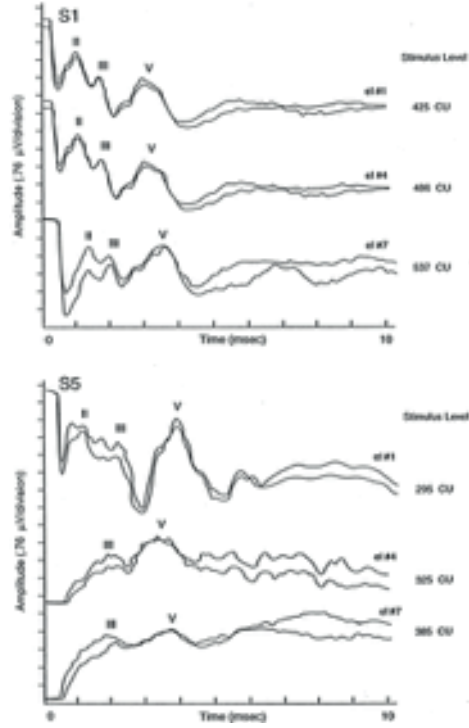 S1
Stimulus Level
II
III
V
el #1
425 CU
II
III
V
el #4
486 CU
II
III
V
el #7
537 CU
Amplitude (.76 µV/division)
0
10
Time (msec)
S5
Stimulus Level
II
III
V
el #1
295 CU
III
V
el #4
325 CU
III
V
el #7
385 CU
Amplitude (.76 µV/division)
0
10
Time (msec)